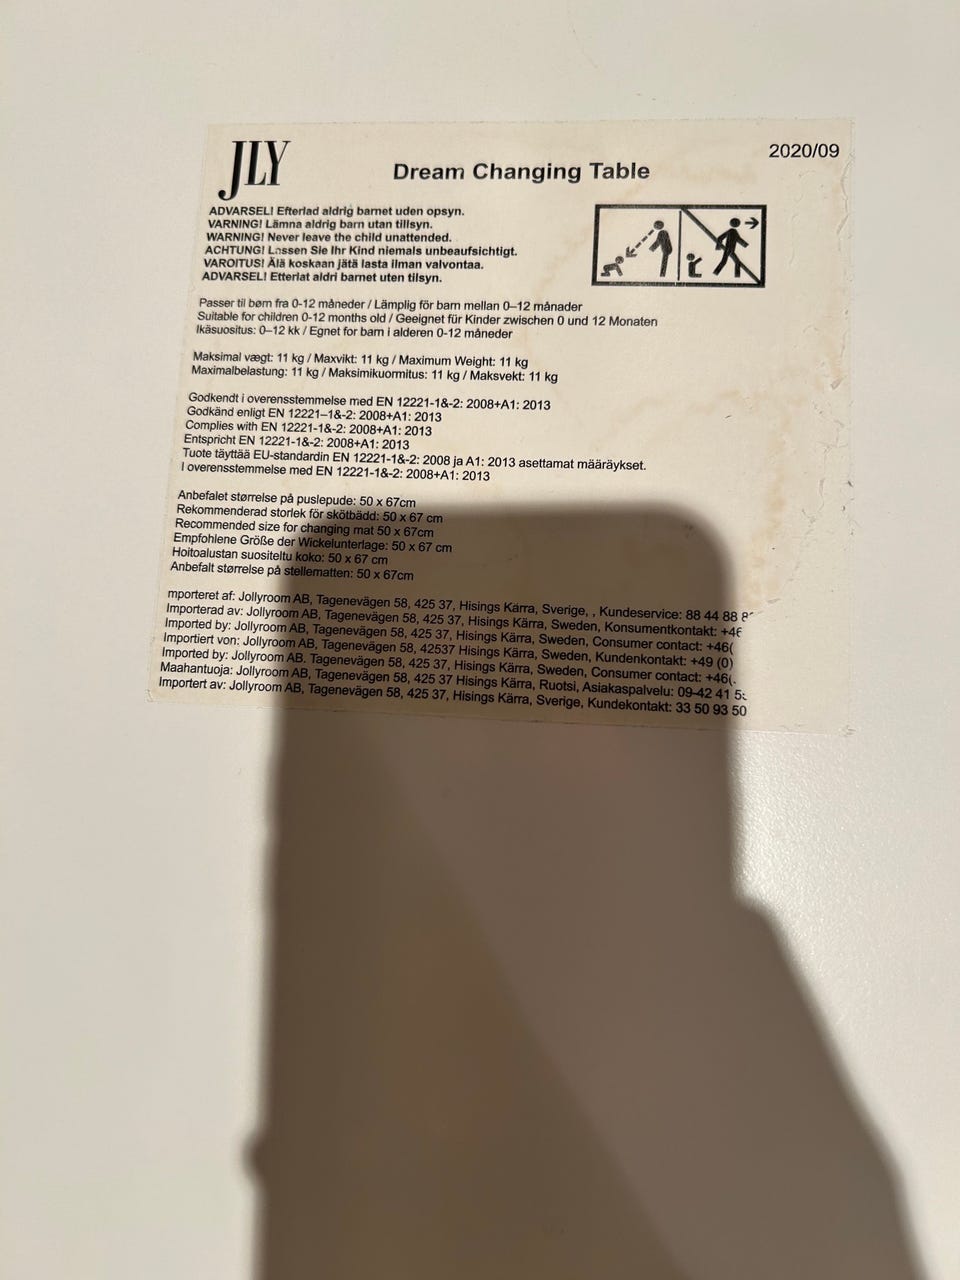 JLY
Dream Changing Table
2020/09
ADVARSEL! Efterlad aldrig barnet uden opsyn.
VARNING! Lämna aldrig barn utan tillsyn.
WARNING! Never leave the child unattended.
ACHTUNG! Lassen Sie Ihr Kind niemals unbeaufsichtigt.
VAROITUS! Älä koskaan jätä lasta ilman valvontaa.
ADVARSEL! Etterlat aldri barnet uten tilsyn.
Passer til børn fra 0-12 måneder / Lämplig för barn mellan 0–12 månader
Suitable for children 0-12 months old / Geeignet für Kinder zwischen 0 und 12 Monaten
Ikäsuositus: 0–12 kk / Egnet for barn i alderen 0-12 måneder
Maksimal vægt: 11 kg / Maxvikt: 11 kg / Maximum Weight: 11 kg
Maximalbelastung: 11 kg / Maksimikuormitus: 11 kg / Maksvekt: 11 kg
Godkendt i overensstemmelse med EN 12221-1&-2: 2008+A1: 2013
Godkänd enligt EN 12221–1&-2: 2008+A1: 2013
Complies with EN 12221-1&-2: 2008+A1: 2013
Entspricht EN 12221-1&-2: 2008+A1: 2013
Tuote täyttää EU-standardin EN 12221-1&-2: 2008 ja A1: 2013 asettamat määräykset.
I overensstemmelse med EN 12221-1&-2: 2008+A1: 2013
Anbefalet størrelse på puslepude: 50 x 67cm
Rekommenderad storlek för skötbädd: 50 x 67 cm
Recommended size for changing mat 50 x 67cm
Empfohlene Größe der Wickelunterlage: 50 x 67 cm
Hoitoalustan suositeltu koko: 50 x 67 cm
Anbefalt størrelse på stellematten: 50 x 67cm
mporteret af: Jollyroom AB, Tagenevägen 58, 425 37, Hisings Kärra, Sverige, , Kundeservice: 88 44 88 8
Importerad av: Jollyroom AB, Tagenevägen 58, 425 37, Hisings Kärra, Sweden, Konsumentkontakt: +46
Imported by: Jollyroom AB, Tagenevägen 58, 425 37, Hisings Kärra, Sweden, Consumer contact: +46(
Importiert von: Jollyroom AB, Tagenevägen 58, 42537 Hisings Kärra, Sweden, Kundenkontakt: +49 (0)
Imported by: Jollyroom AB. Tagenevägen 58, 425 37, Hisings Kärra, Sweden, Consumer contact: +46(
Maahantuoja: Jollyroom AB, Tagenevägen 58, 425 37 Hisings Kärra, Ruotsi, Asiakaspalvelu: 09-42 41 5
Importert av: Jollyroom AB, Tagenevägen 58, 425 37, Hisings Kärra, Sverige, Kundekontakt: 33 50 93 50